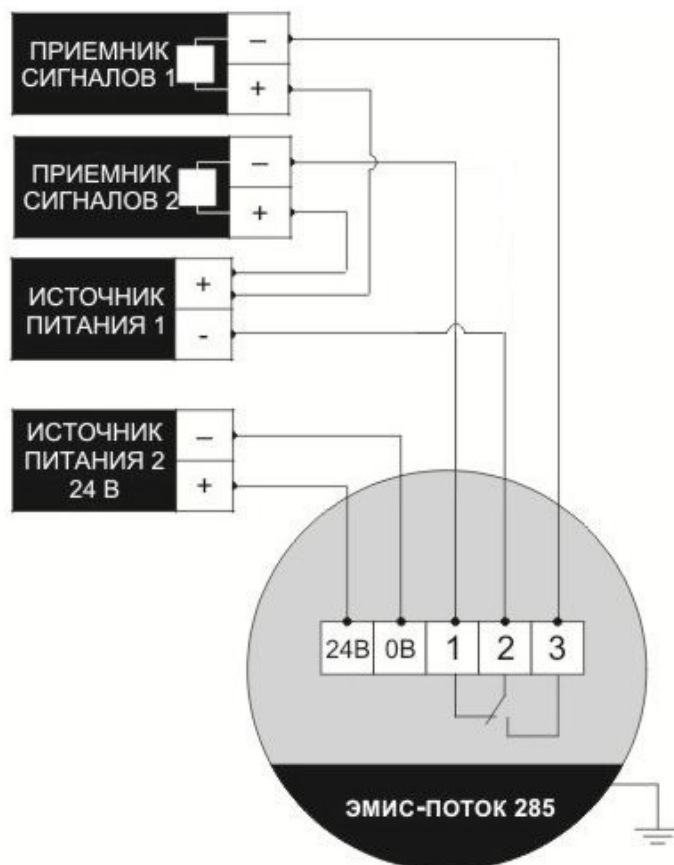 ПРИЕМНИК
СИГНАЛОВ 1
–
+
ПРИЕМНИК
СИГНАЛОВ 2
–
+
ИСТОЧНИК
ПИТАНИЯ 1
+
-
ИСТОЧНИК
ПИТАНИЯ 2
24 В
–
+
24В 0В 1 2 3
ЭМИС-ПОТОК 285